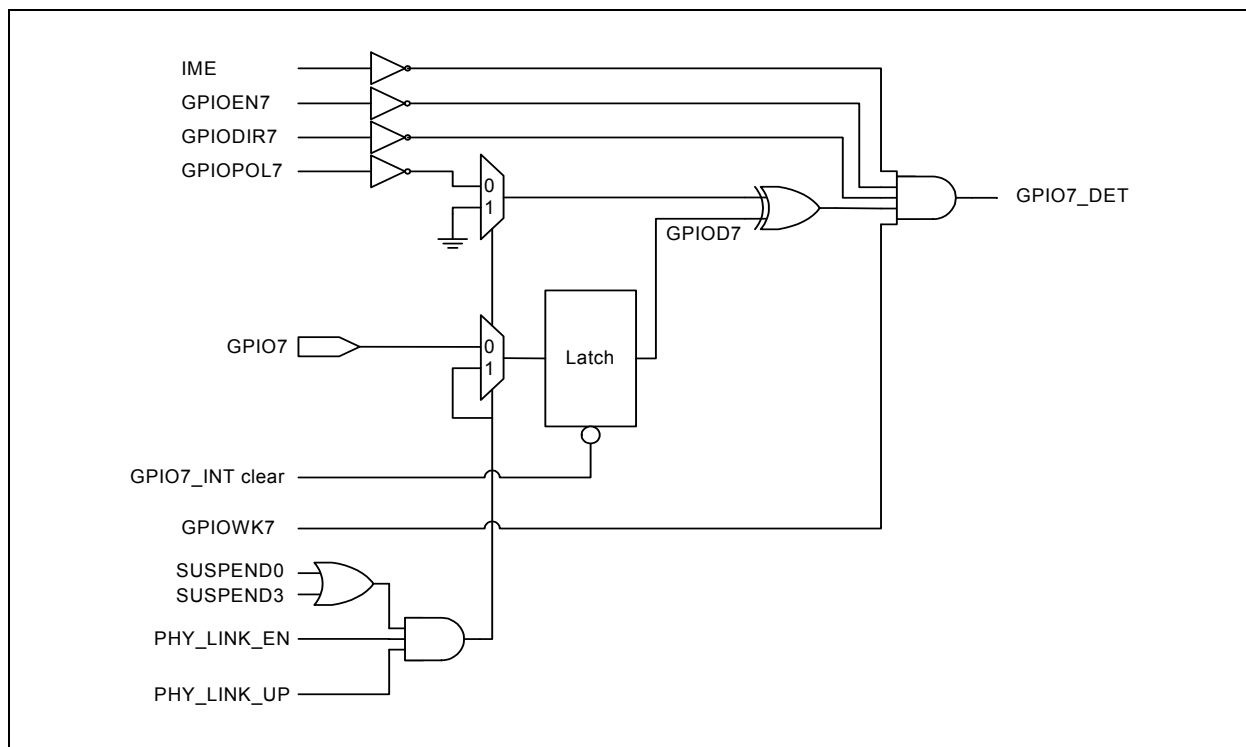 IME
GPIOEN7
GPIODIR7
GPIOPOL7
0
1
GPIO7_DET
GPIOD7
GPIO7
0
1
Latch
GPIO7_INT clear
GPIOWK7
SUSPEND0
SUSPEND3
PHY_LINK_EN
PHY_LINK_UP